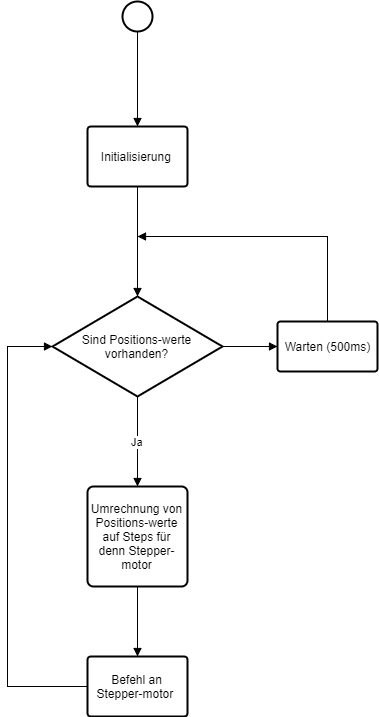 Initialisierung
Sind Positions-werte
vorhanden?
Warten (500ms)
Ja
Umrechnung von
Positions-werte
auf Steps für
denn Stepper-
motor
Befehl an
Stepper-motor